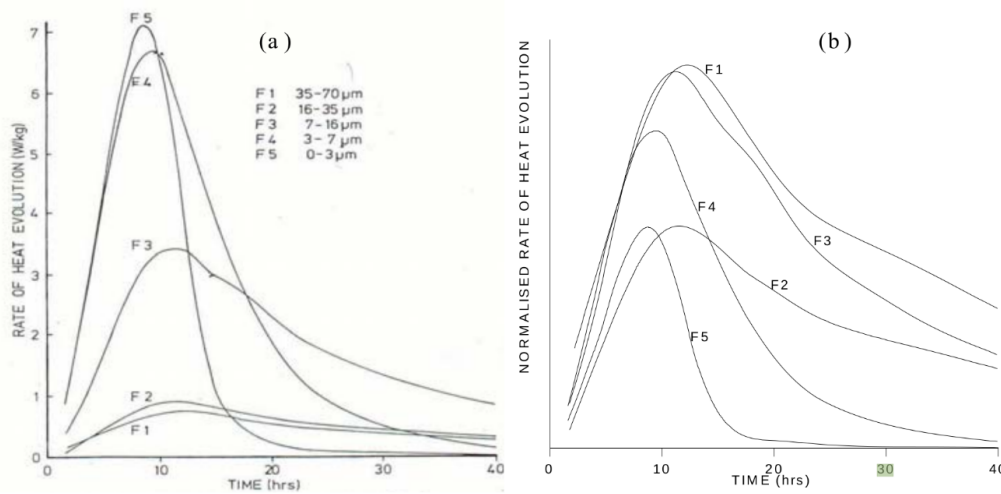 RATE OF HEAT EVOLUTION (W/kg)
7
6
5
4
3
2
1
0
(a)
F5
F4
F3
F2
F1
F1 35-70 µm
F2 16-35 µm
F3 7-16 µm
F4 3-7 µm
F5 0-3 µm
0 10 20 30 40
TIME (hrs)
NORMALISED RATE OF HEAT EVOLUTION
(b)
F1
F4
F3
F2
F5
0 10 20 30 40
TIME (hrs)